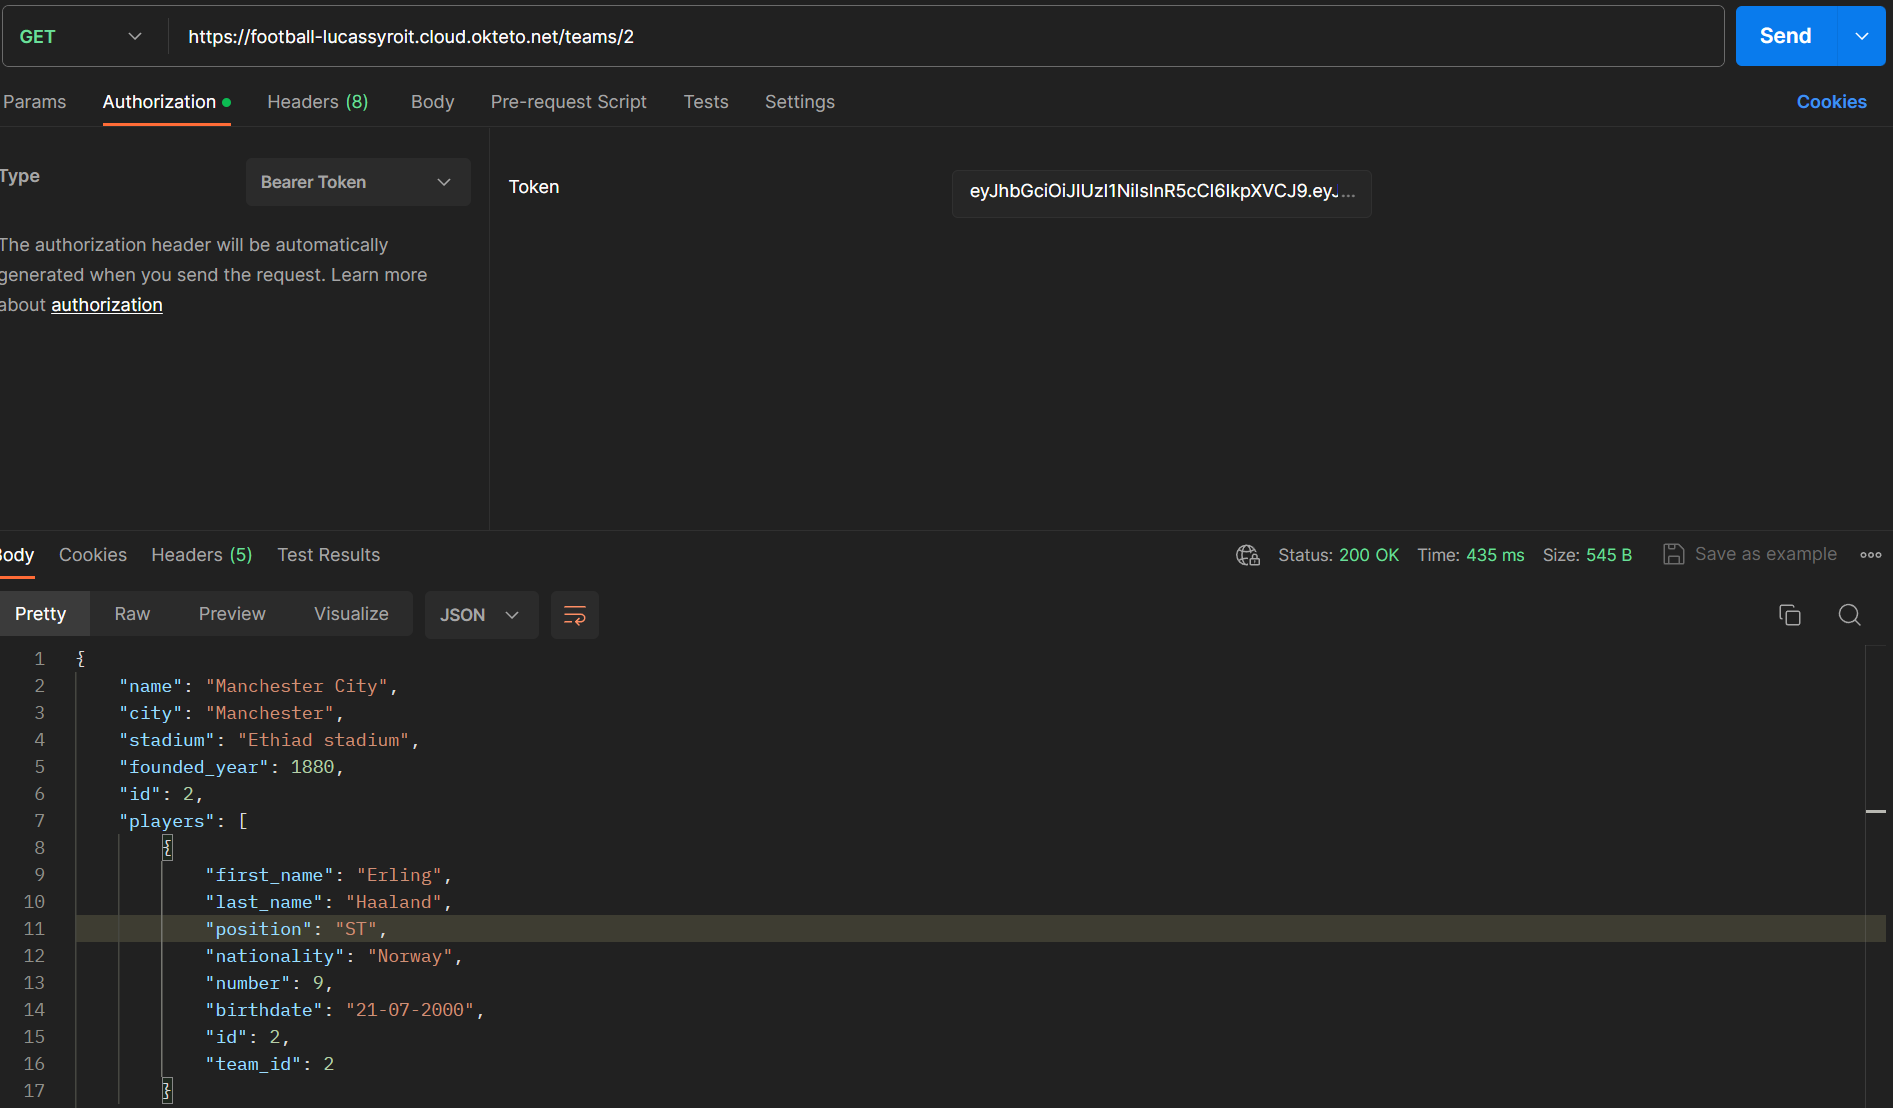 GET https://football-lucassyroit.cloud.okteto.net/teams/2 Send
Params Authorization Headers (8) Body Pre-request Script Tests Settings Cookies
Type Bearer Token Token eyJhbGciOiJIUzI1NiIsInR5cCI6IkpXVCJ9.eyJ...
The authorization header will be automatically
generated when you send the request. Learn more
about authorization
Body Cookies Headers (5) Test Results Status: 200 OK Time: 435 ms Size: 545 B Save as example
Pretty Raw Preview Visualize JSON
1 {
2 "name": "Manchester City",
3 "city": "Manchester",
4 "stadium": "Ethiad stadium",
5 "founded_year": 1880,
6 "id": 2,
7 "players": [
8 {
9 "first_name": "Erling",
10 "last_name": "Haaland",
11 "position": "ST",
12 "nationality": "Norway",
13 "number": 9,
14 "birthdate": "21-07-2000",
15 "id": 2,
16 "team_id": 2
17 }